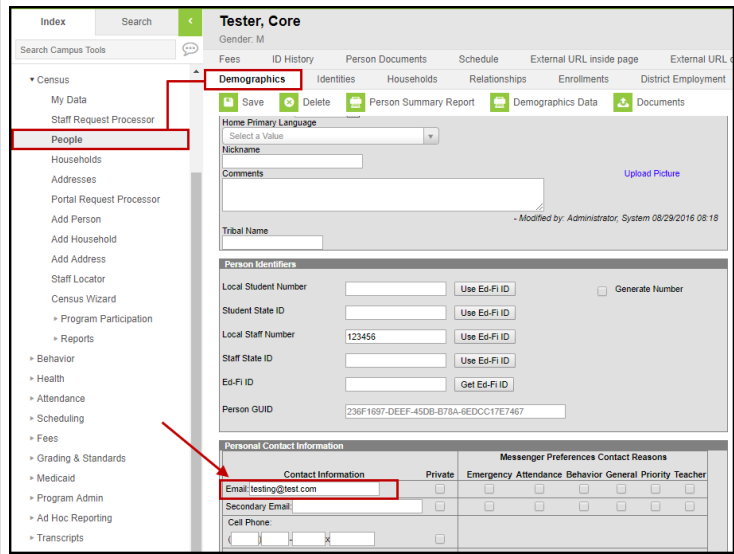 Index
Search
<
Search Campus Tools
▾ Census
My Data
Staff Request Processor
People
Households
Addresses
Portal Request Processor
Add Person
Add Household
Add Address
Staff Locator
Census Wizard
▸ Program Participation
▸ Reports
▸ Behavior
▸ Health
▸ Attendance
▸ Scheduling
▸ Fees
▸ Grading & Standards
▸ Medicaid
▸ Program Admin
▸ Ad Hoc Reporting
▸ Transcripts
Tester, Core
Gender: M
Fees ID History Person Documents Schedule External URL inside page External URL
Demographics Identities Households Relationships Enrollments District Employment
Save Delete Person Summary Report Demographics Data Documents
Home Primary Language
Select a Value
Nickname
Comments
Upload Picture
- Modified by: Administrator, System 08/29/2016 08:18
Tribal Name
Person Identifiers
Local Student Number Use Ed-Fi ID Generate Number
Student State ID Use Ed-Fi ID
Local Staff Number 123456 Use Ed-Fi ID
Staff State ID Use Ed-Fi ID
Ed-Fi ID Get Ed-Fi ID
Person GUID 236F1697-DEEF-45DB-B78A-6EDCC17E7467
Personal Contact Information
Messenger Preferences Contact Reasons
Contact Information Private Emergency Attendance Behavior General Priority Teacher
Email: testing@test.com
Secondary Email:
Cell Phone:
( ) - x